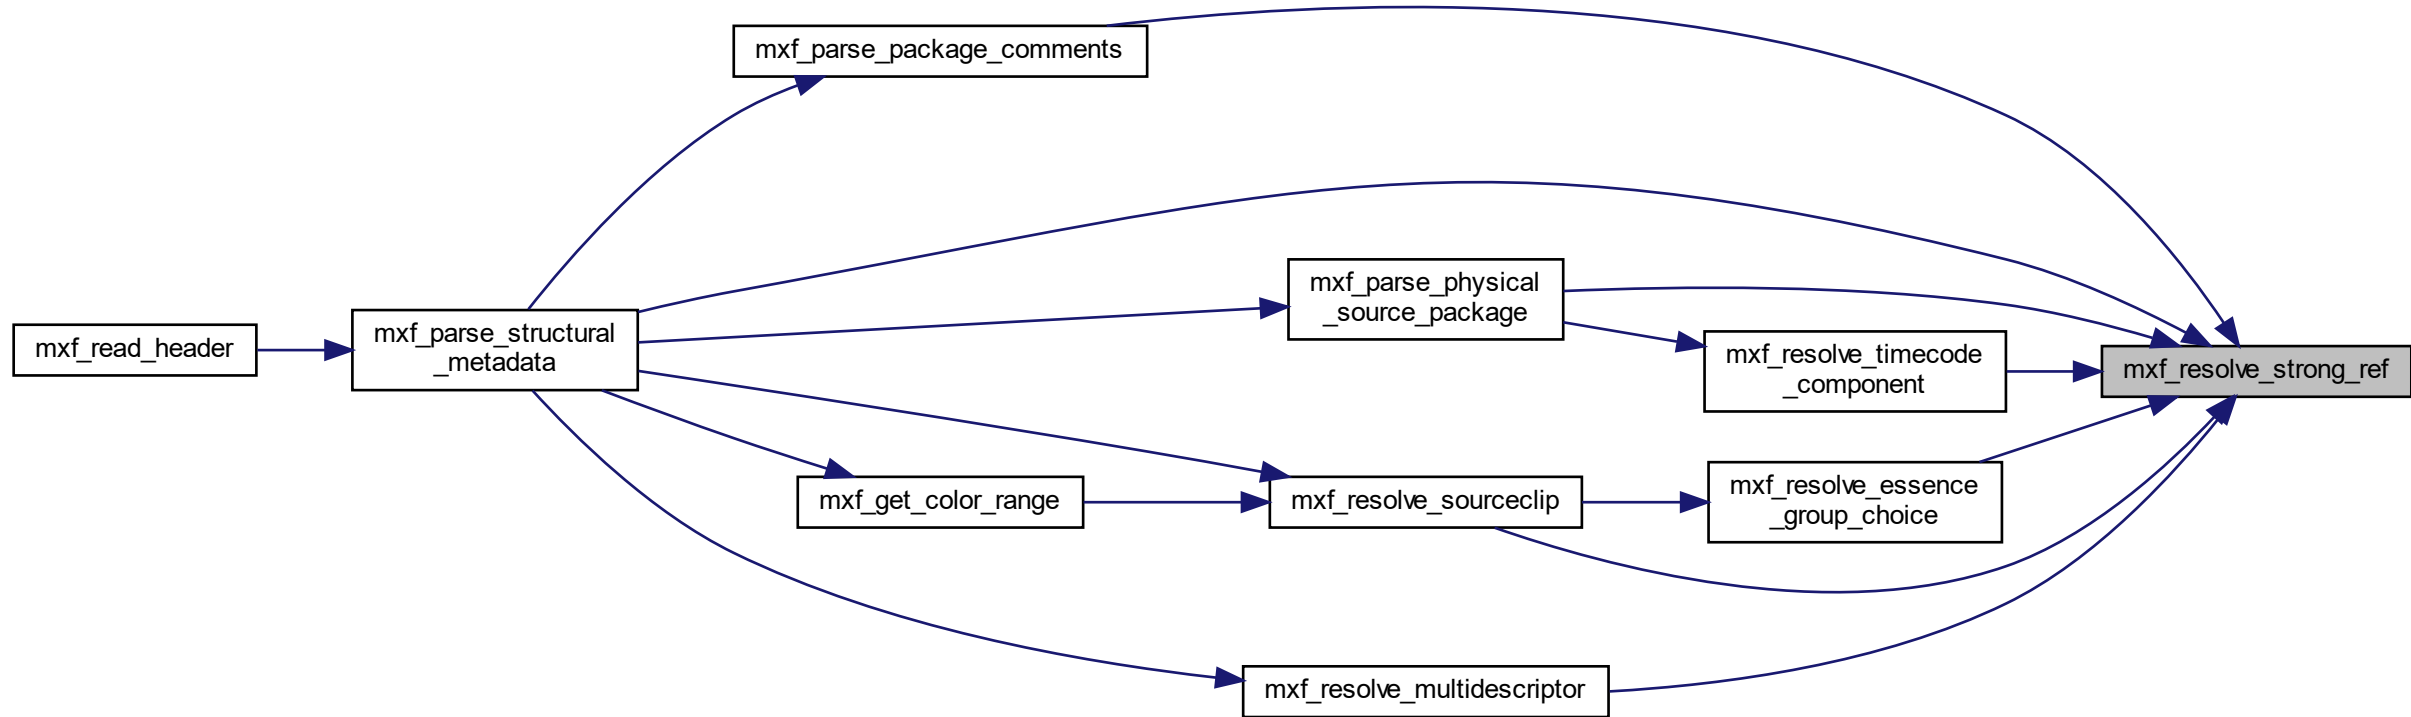 mxf_parse_package_comments
mxf_parse_physical
_source_package
mxf_read_header
mxf_parse_structural
_metadata
mxf_resolve_timecode
_component
mxf_resolve_strong_ref
mxf_get_color_range
mxf_resolve_sourceclip
mxf_resolve_essence
_group_choice
mxf_resolve_multidescriptor